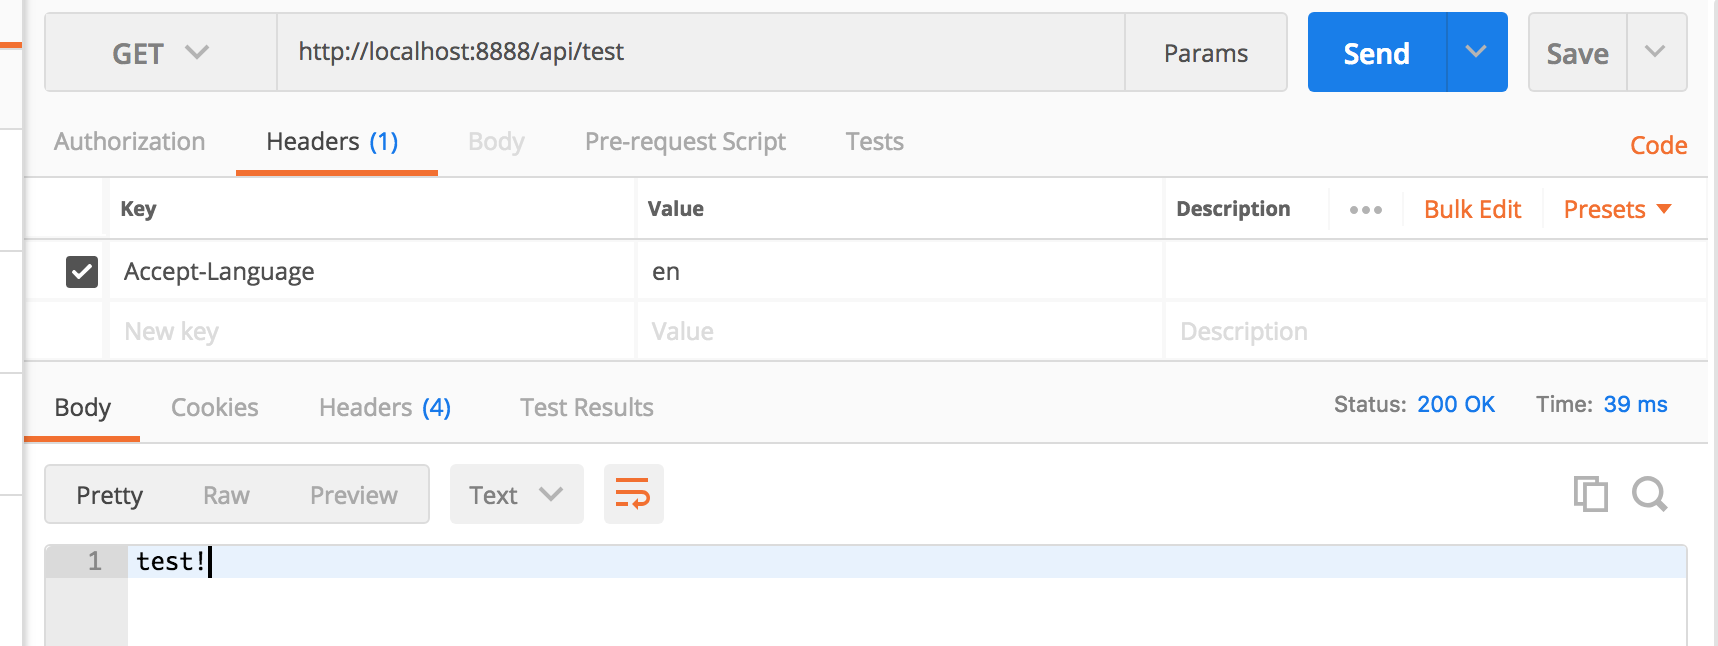 GET http://localhost:8888/api/test Params Send Save
Authorization Headers (1) Body Pre-request Script Tests Code
Key Value Description Bulk Edit Presets
Accept-Language en
New key Value Description
Body Cookies Headers (4) Test Results Status: 200 OK Time: 39 ms
Pretty Raw Preview Text
1 test!